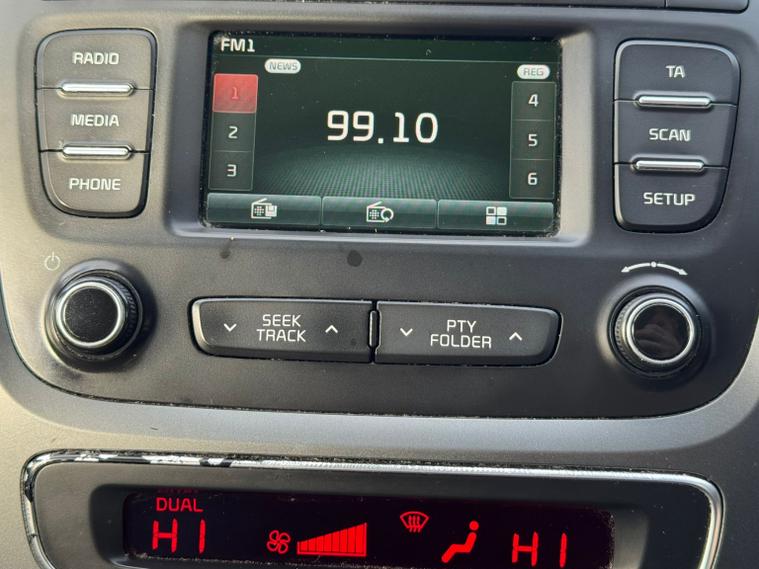 FM1
RADIO
MEDIA
PHONE
NEWS
REG
1
2
3
99.10
4
5
6
TA
SCAN
SETUP
SEEK
TRACK
PTY
FOLDER
DUAL
HI
HI